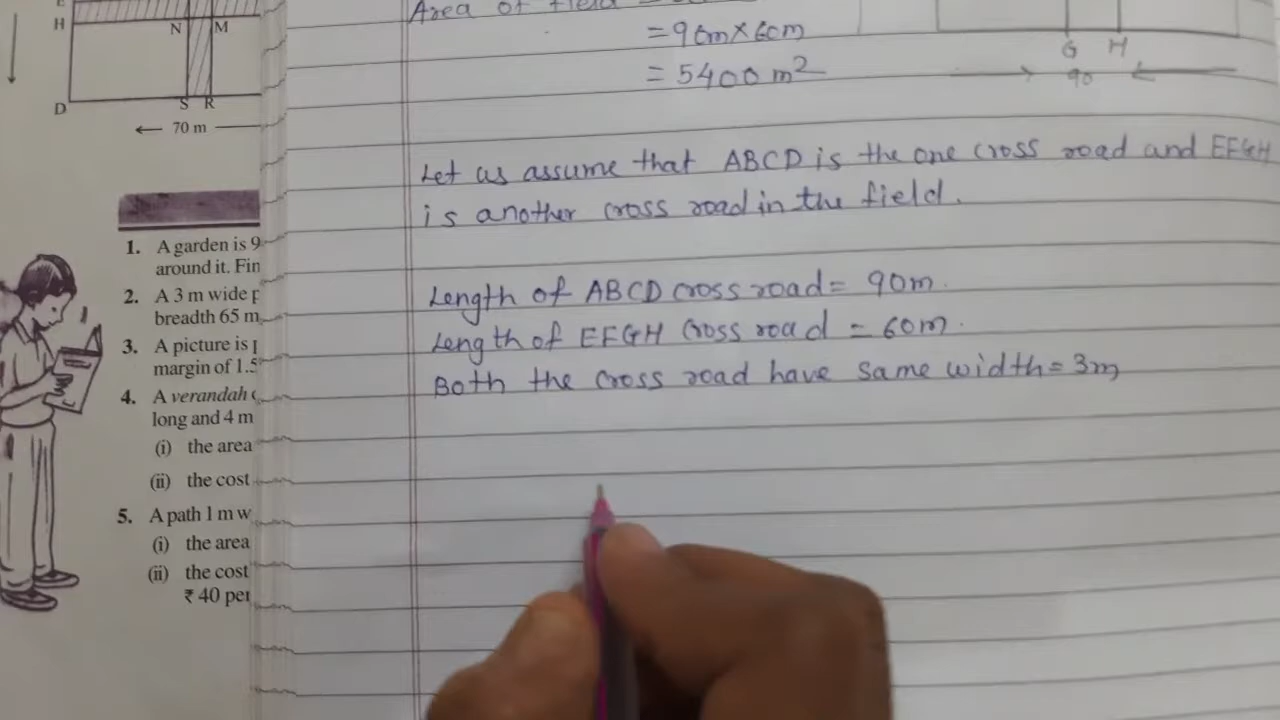 H
N M
D
S R
← 70 m
1. A garden is 9
around it. Fin
2. A 3 m wide p
breadth 65 m
3. A picture is
margin of 1.5
4. A verandah
long and 4 m
(i) the area
(ii) the cost
5. A path 1 m w
(i) the area
(ii) the cost
₹ 40 per
Area of field =
= 90m×60m
= 5400 m²
G H
90
Let us assume that ABCD is the one cross road and EFGH
is another cross road in the field.
Length of ABCD cross road = 90m.
Length of EFGH cross road = 60m.
Both the cross road have same width = 3m